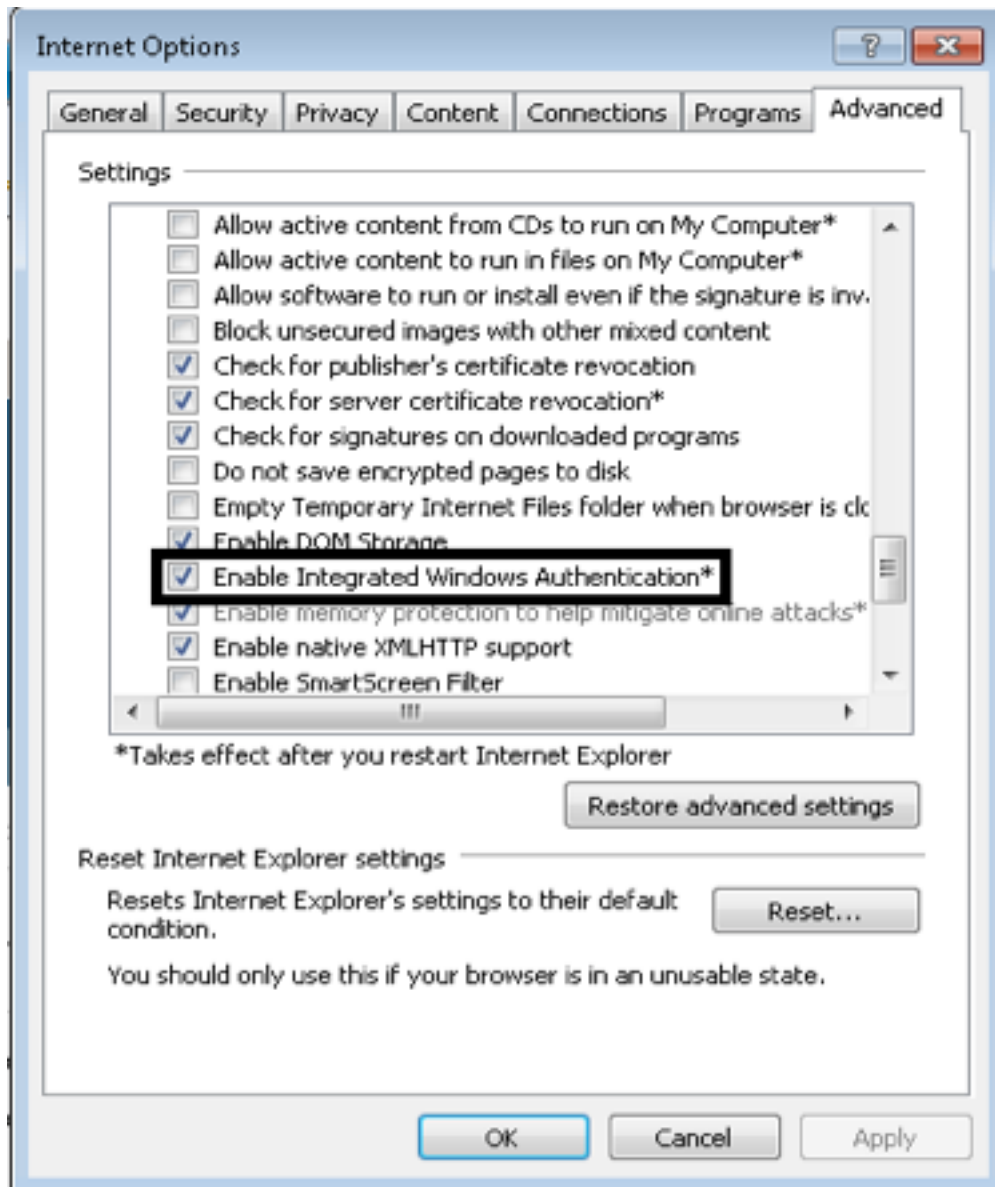 Internet Options
General Security Privacy Content Connections Programs Advanced
Settings
Allow active content from CDs to run on My Computer*
Allow active content to run in files on My Computer*
Allow software to run or install even if the signature is inv
Block unsecured images with other mixed content
Check for publisher's certificate revocation
Check for server certificate revocation*
Check for signatures on downloaded programs
Do not save encrypted pages to disk
Empty Temporary Internet Files folder when browser is clo
Enable DOM Storage
Enable Integrated Windows Authentication*
Enable memory protection to help mitigate online attacks*
Enable native XMLHTTP support
Enable SmartScreen Filter
*Takes effect after you restart Internet Explorer
Restore advanced settings
Reset Internet Explorer settings
Resets Internet Explorer's settings to their default
condition.
Reset...
You should only use this if your browser is in an unusable state.
OK Cancel Apply